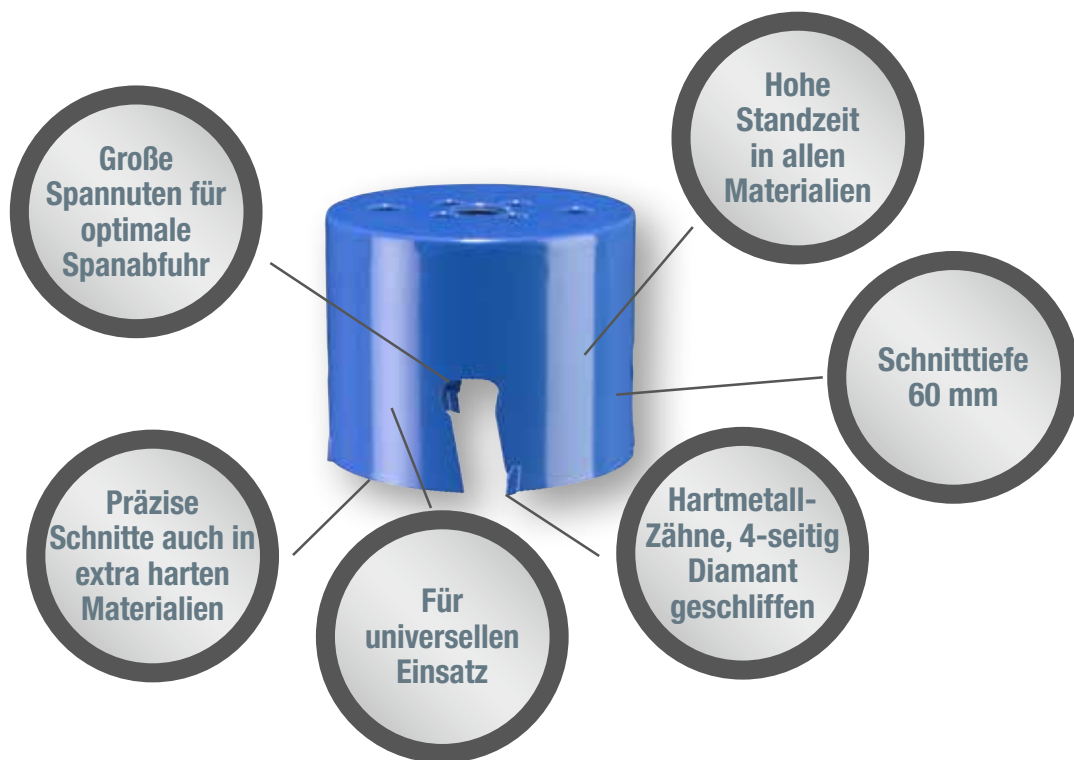 Große
Spannuten für
optimale
Spanabfuhr
Hohe
Standzeit
in allen
Materialien
Schnitttiefe
60 mm
Präzise
Schnitte auch in
extra harten
Materialien
Für
universellen
Einsatz
Hartmetall-
Zähne, 4-seitig
Diamant
geschliffen